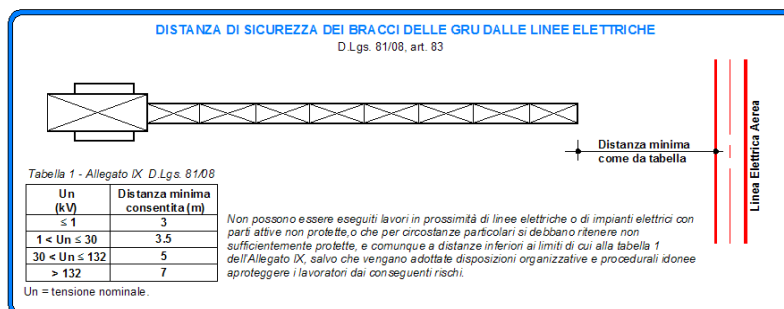 DISTANZA DI SICUREZZA DEI BRACCI DELLE GRU DALLE LINEE ELETTRICHE
D.Lgs. 81/08, art. 83
Distanza minima
come da tabella
Linea Elettrica Aerea
Tabella 1 - Allegato IX D.Lgs. 81/08
Un
(kV)
Distanza minima
consentita (m)
≤ 1
3
1 < Un ≤ 30
3.5
30 < Un ≤ 132
5
> 132
7
Un = tensione nominale.
Non possono essere eseguiti lavori in prossimità di linee elettriche o di impianti elettrici con
parti attive non protette,o che per circostanze particolari si debbano ritenere non
sufficientemente protette, e comunque a distanze inferiori ai limiti di cui alla tabella 1
dell'Allegato IX, salvo che vengano adottate disposizioni organizzative e procedurali idonee
aproteggere i lavoratori dai conseguenti rischi.